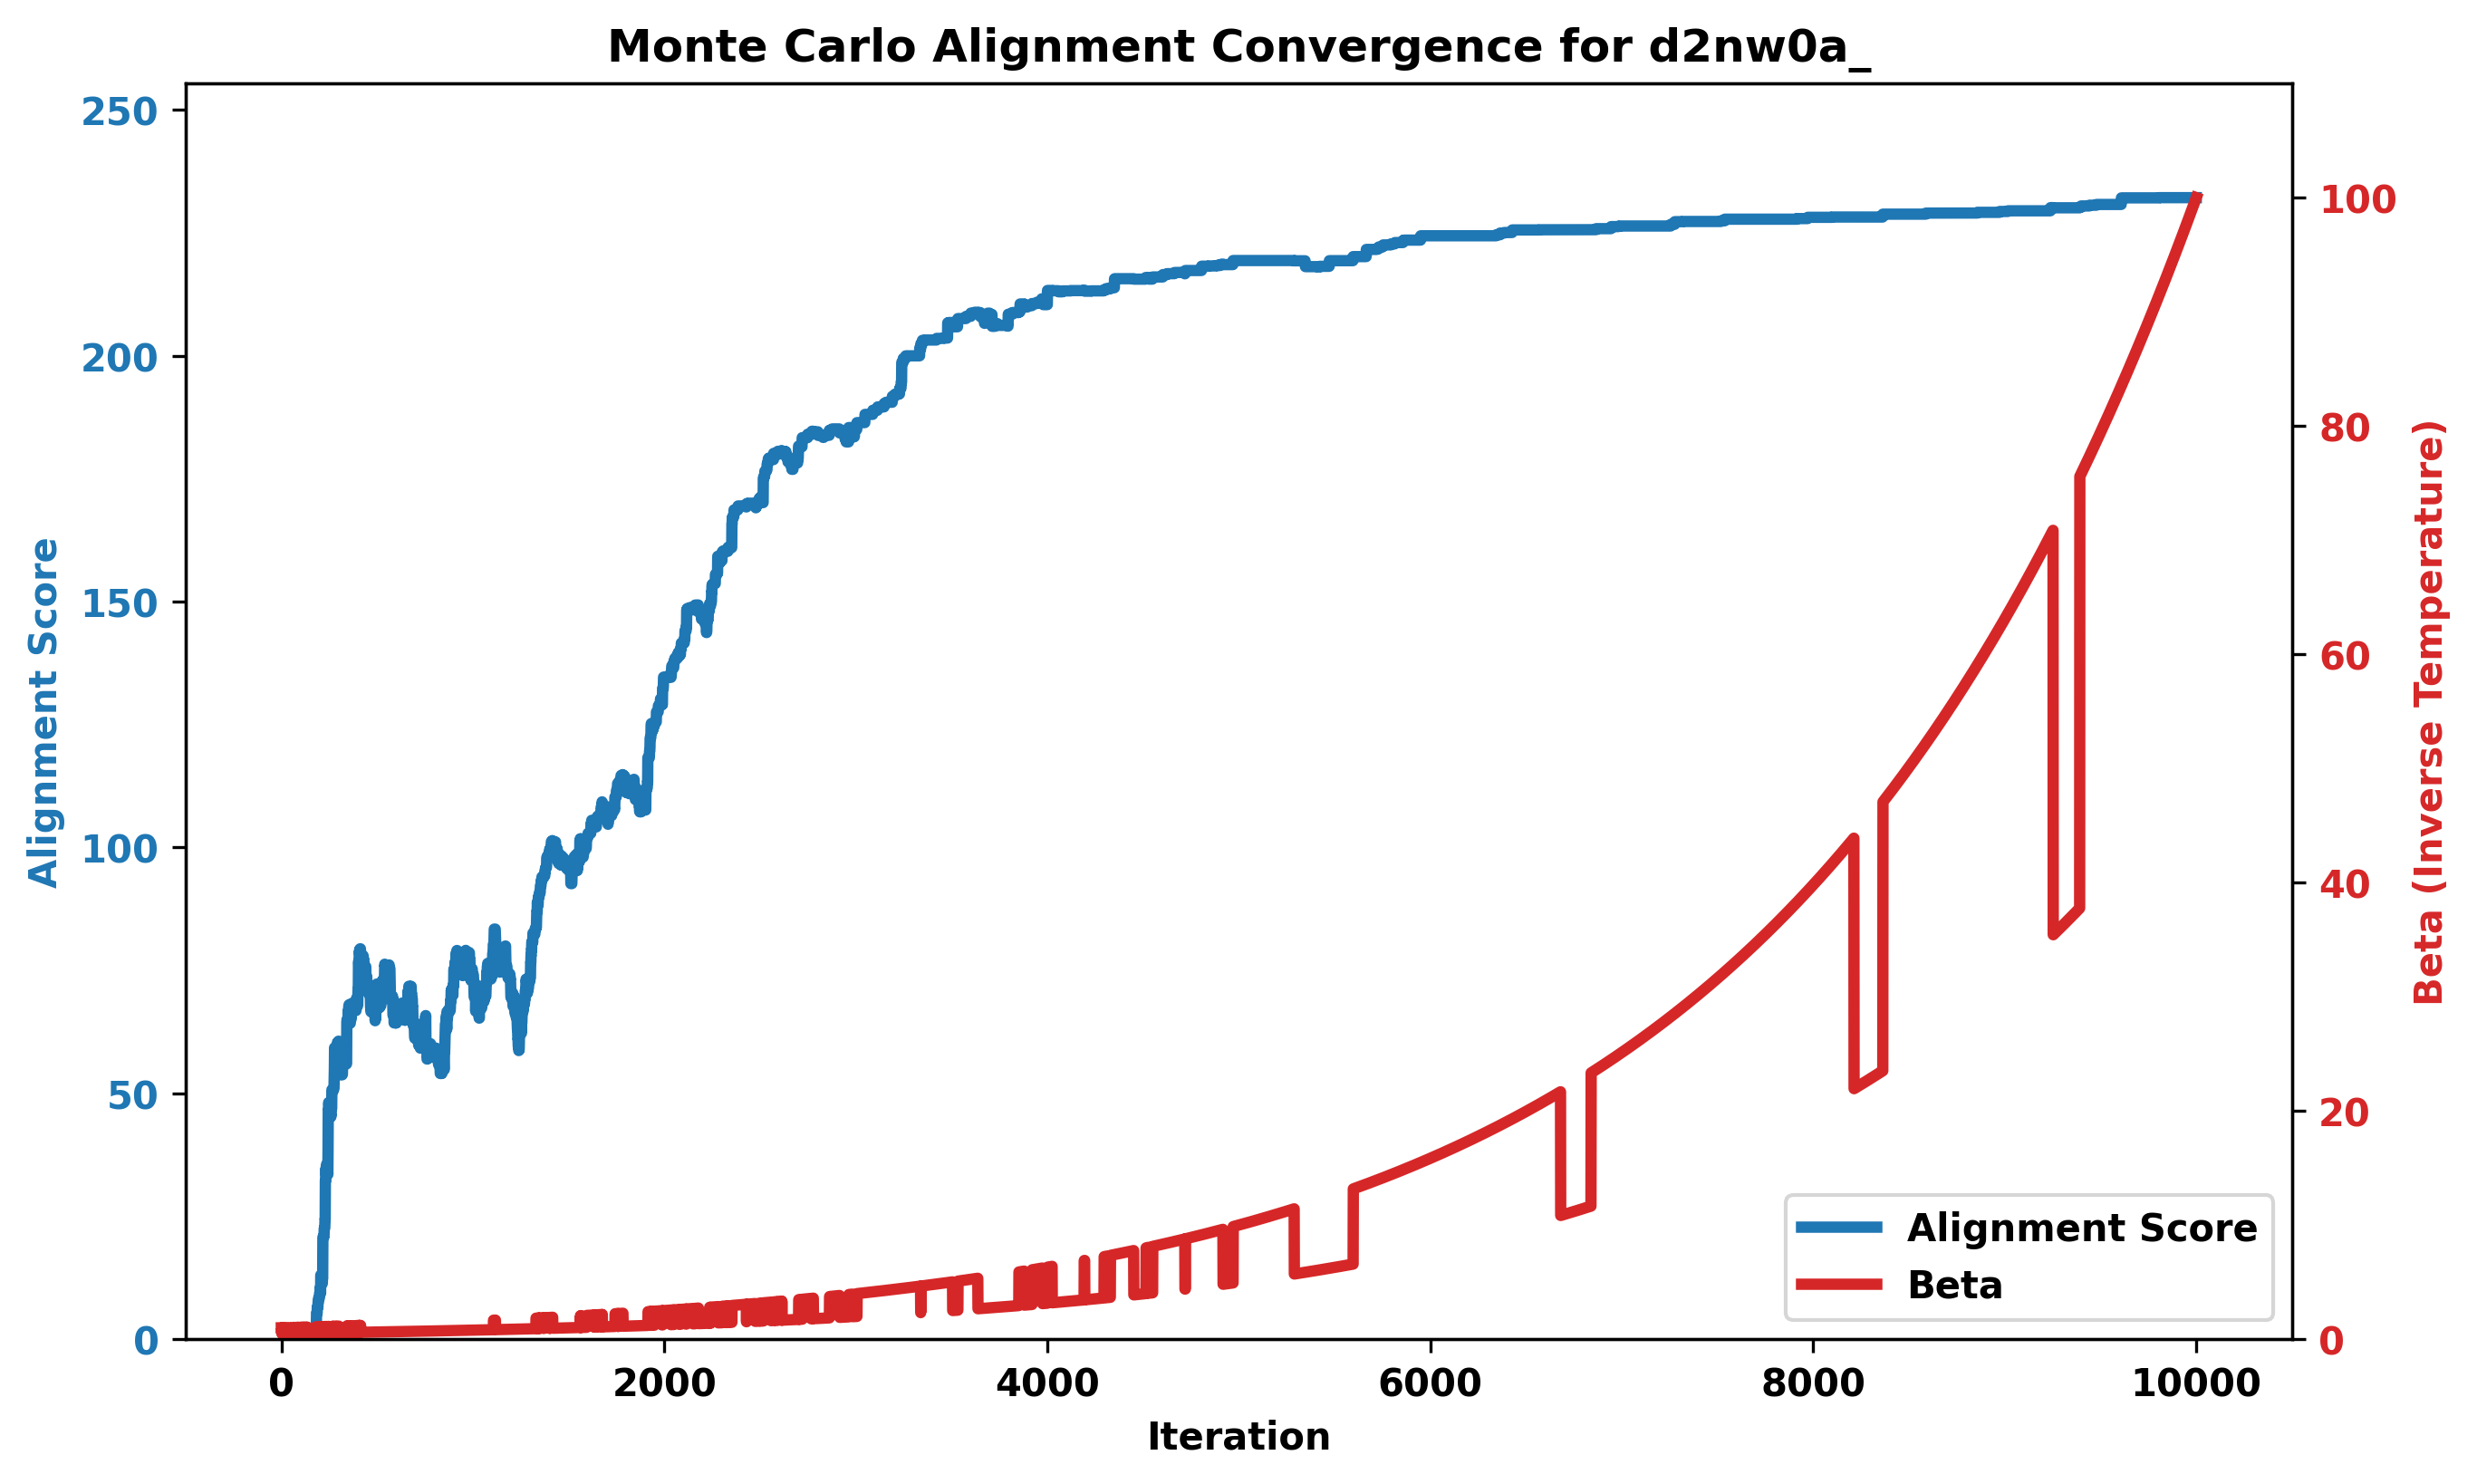 Monte Carlo Alignment Convergence for d2nw0a_
250
200
150
100
50
0
Alignment Score
100
80
60
40
20
0
Beta (Inverse Temperature)
Alignment Score
Beta
0 2000 4000 6000 8000 10000
Iteration